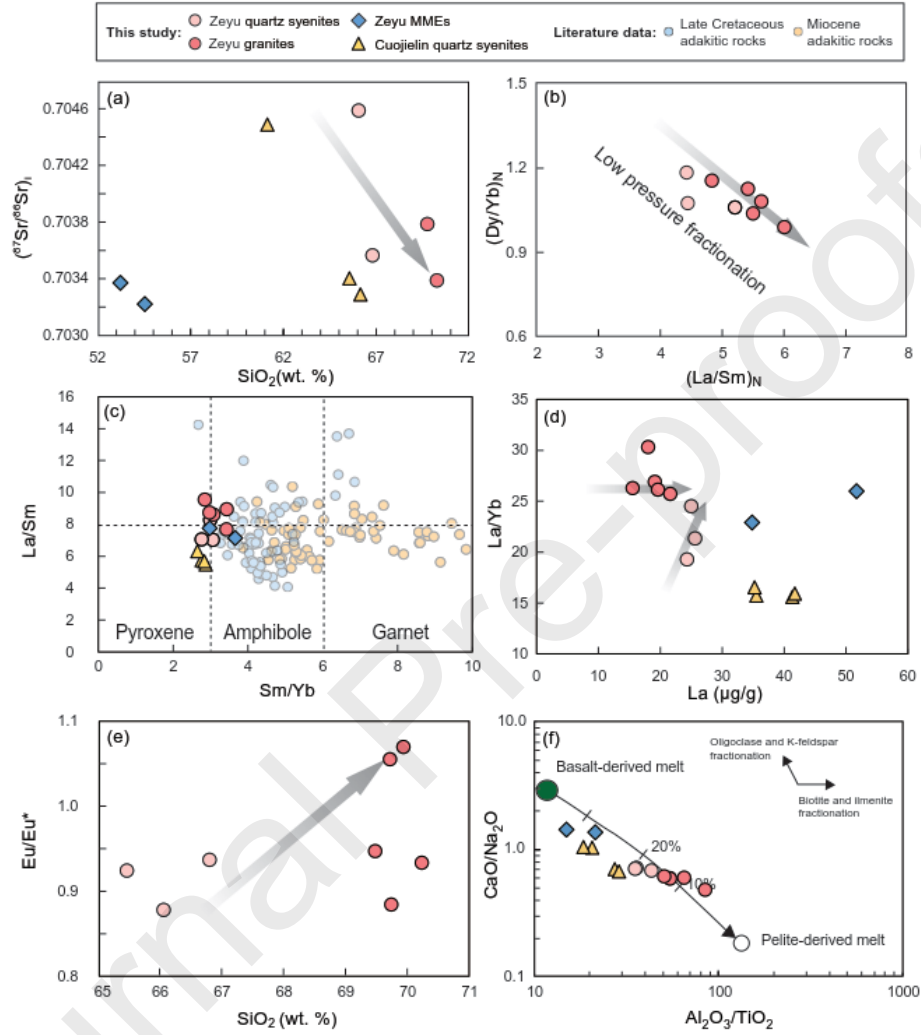 This study:
Zeyu quartz syenites
Zeyu MMEs
Zeyu granites
Cuojielin quartz syenites
Literature data:
Late Cretaceous
adakitic rocks
Miocene
adakitic rocks
(a)
(⁸⁷Sr/⁸⁶Sr)ᵢ
0.7046
0.7042
0.7038
0.7034
0.7030
52
57
62
67
72
SiO₂(wt. %)
(b)
(Dy/Yb)N
1.5
1.2
0.9
0.6
Low pressure fractionation
2
3
4
5
6
7
8
(La/Sm)N
(c)
La/Sm
16
14
12
10
8
6
4
2
0
Pyroxene
Amphibole
Garnet
0
2
4
6
8
10
Sm/Yb
(d)
La/Yb
35
30
25
20
15
10
0
10
20
30
40
50
60
La (μg/g)
(e)
Eu/Eu*
1.1
1.0
0.9
0.8
65
66
67
68
69
70
71
SiO₂ (wt. %)
(f)
CaO/Na₂O
10.0
1.0
0.1
Basalt-derived melt
Oligoclase and K-feldspar
fractionation
Biotite and ilmenite
fractionation
20%
10%
Pelite-derived melt
10
100
1000
Al₂O₃/TiO₂
urnal Pre-proof